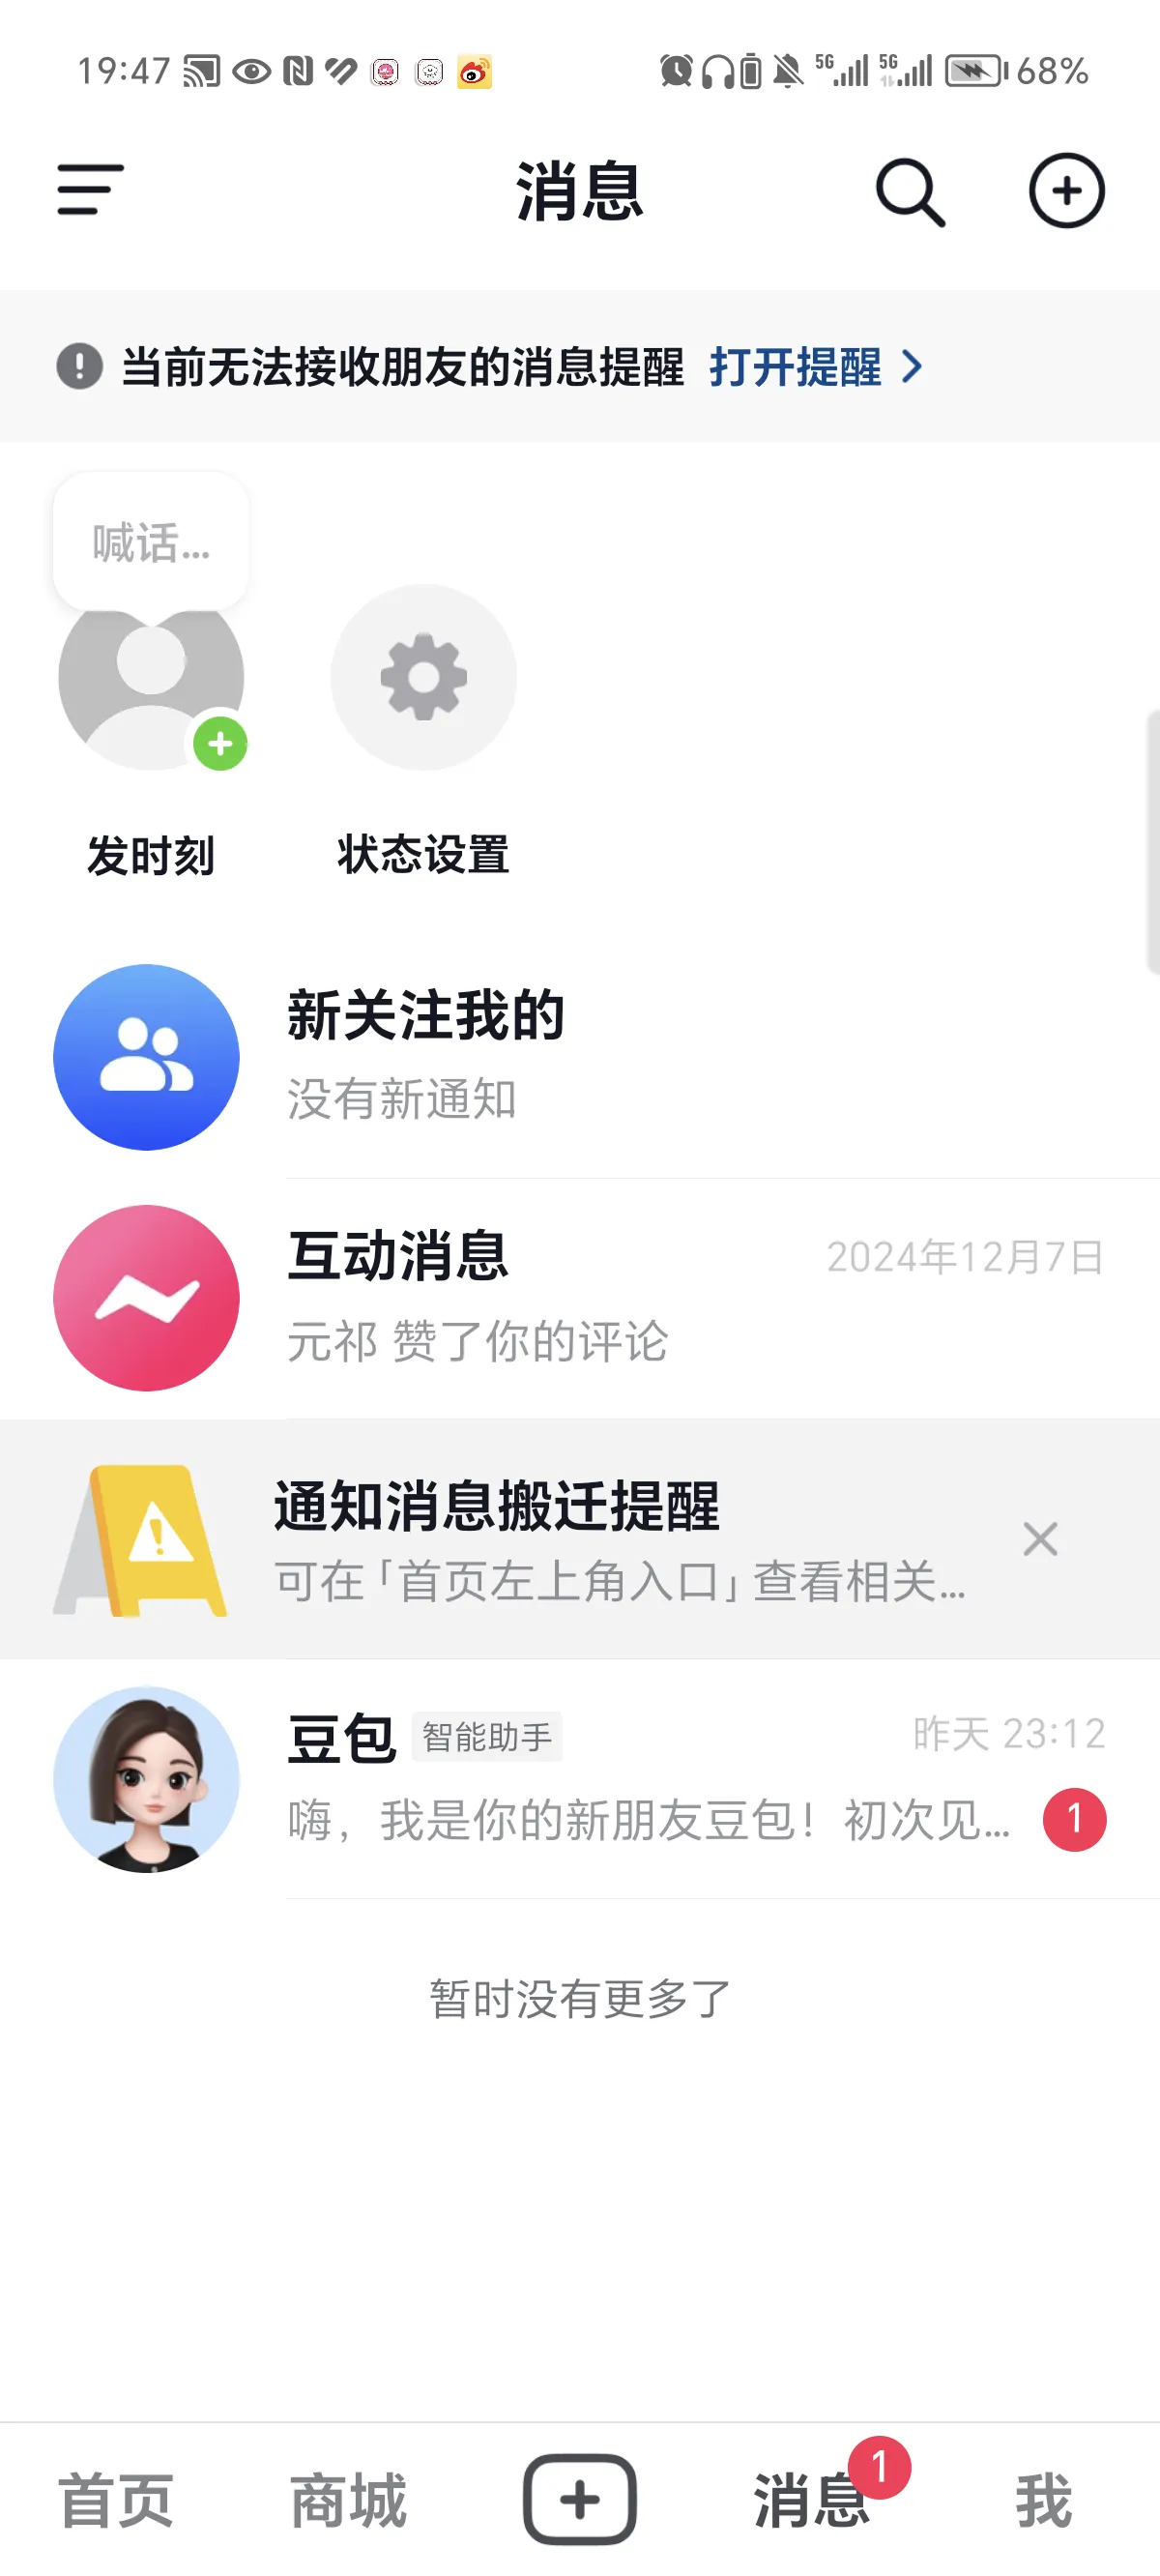 19:47 5G 5G 68%
消息
当前无法接收朋友的消息提醒 打开提醒
喊话...
发时刻 状态设置
新关注我的
没有新通知
互动消息 2024年12月7日
元祁 赞了你的评论
通知消息搬迁提醒
可在「首页左上角入口」查看相关...
豆包 智能助手 昨天 23:12
嗨，我是你的新朋友豆包！初次见... 1
暂时没有更多了
首页 商城 消息 1 我